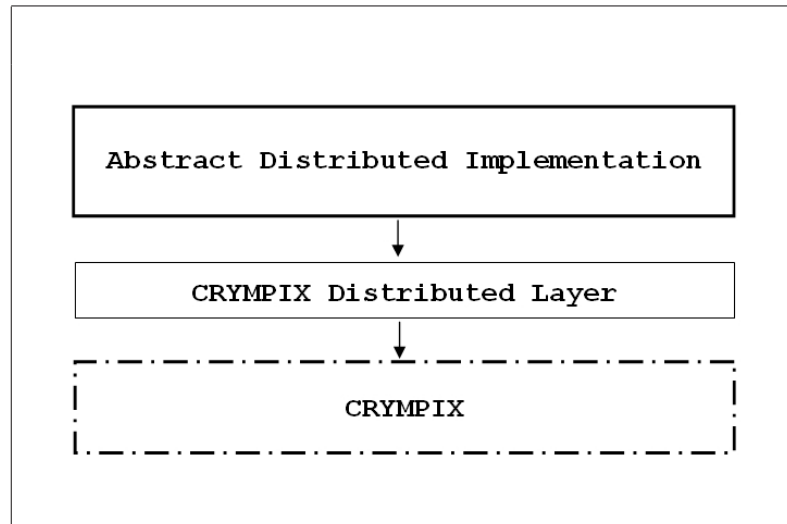 Abstract Distributed Implementation
CRYMPIX Distributed Layer
CRYMPIX